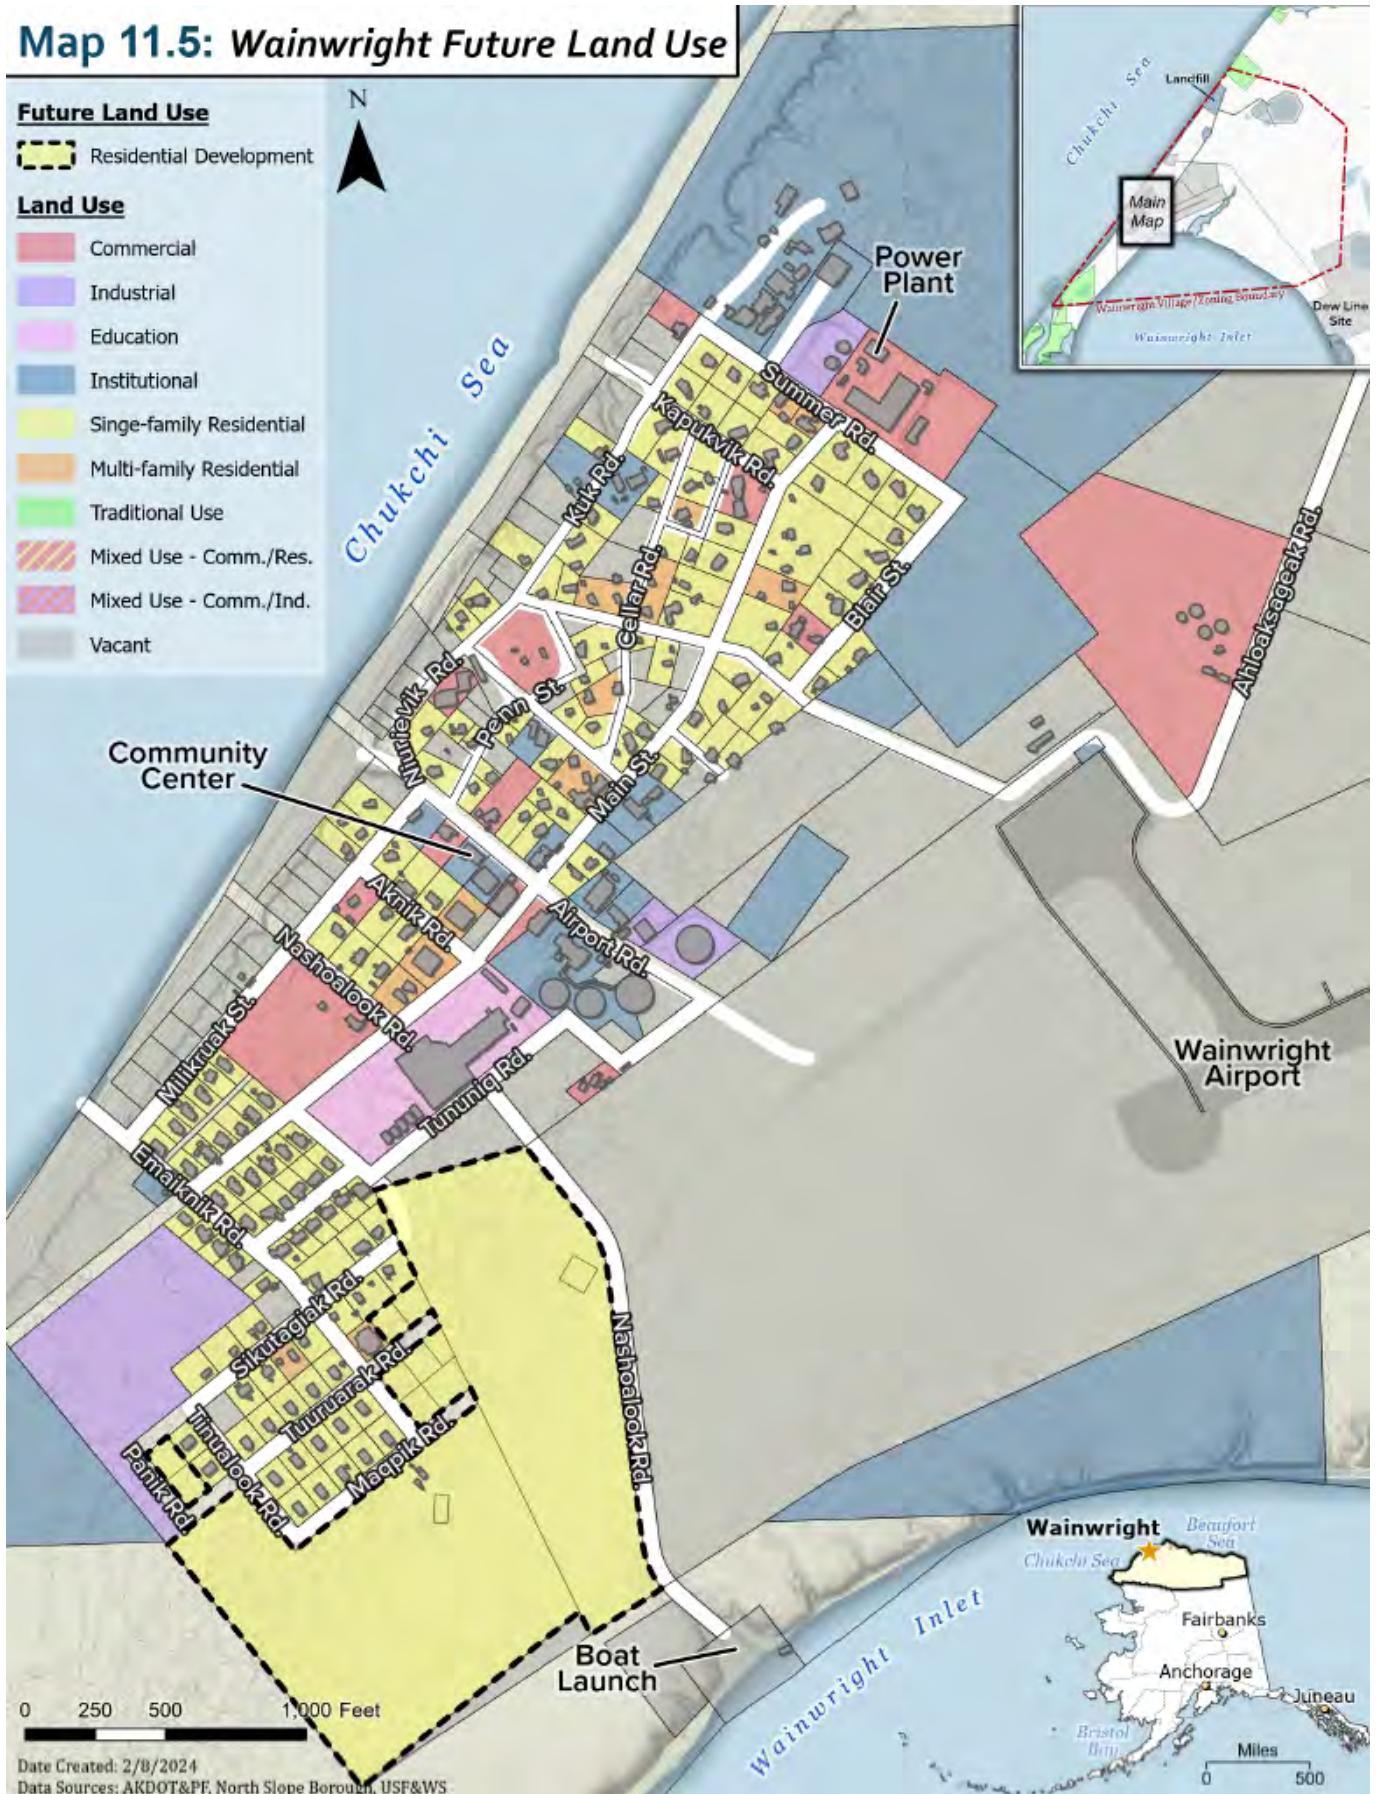 Map 11.5: Wainwright Future Land Use
Future Land Use
Residential Development
Land Use
Commercial
Industrial
Education
Institutional
Singe-family Residential
Multi-family Residential
Traditional Use
Mixed Use - Comm./Res.
Mixed Use - Comm./Ind.
Vacant
N
Chukchi Sea
Landfill
Main
Map
Wainwright Village/Zoning Boundary
Dew Line
Site
Wainwright Inlet
Power
Plant
Summer Rd.
Kapukvik Rd.
Kuk Rd.
Chukchi Sea
Cellar Rd.
Blair St.
Ahloaksageak Rd.
Penn St.
Main St.
Community
Center
Aknik Rd.
Airport Rd.
Nashoalook Rd.
Milikruak St.
Tununiq Rd.
Wainwright
Airport
Emaiknik Rd.
Sikutagiak Rd.
Tuuruarak Rd.
Nashoalook Rd.
Tinualook Rd.
Maqpik Rd.
Panik Rd.
Boat
Launch
Wainwright Inlet
Wainwright
Beaufort
Sea
Chukchi Sea
Fairbanks
Anchorage
Juneau
Bristol
Bay
Miles
0 500
0 250 500 1,000 Feet
Date Created: 2/8/2024
Data Sources: AKDOT&PF, North Slope Borough, USF&WS